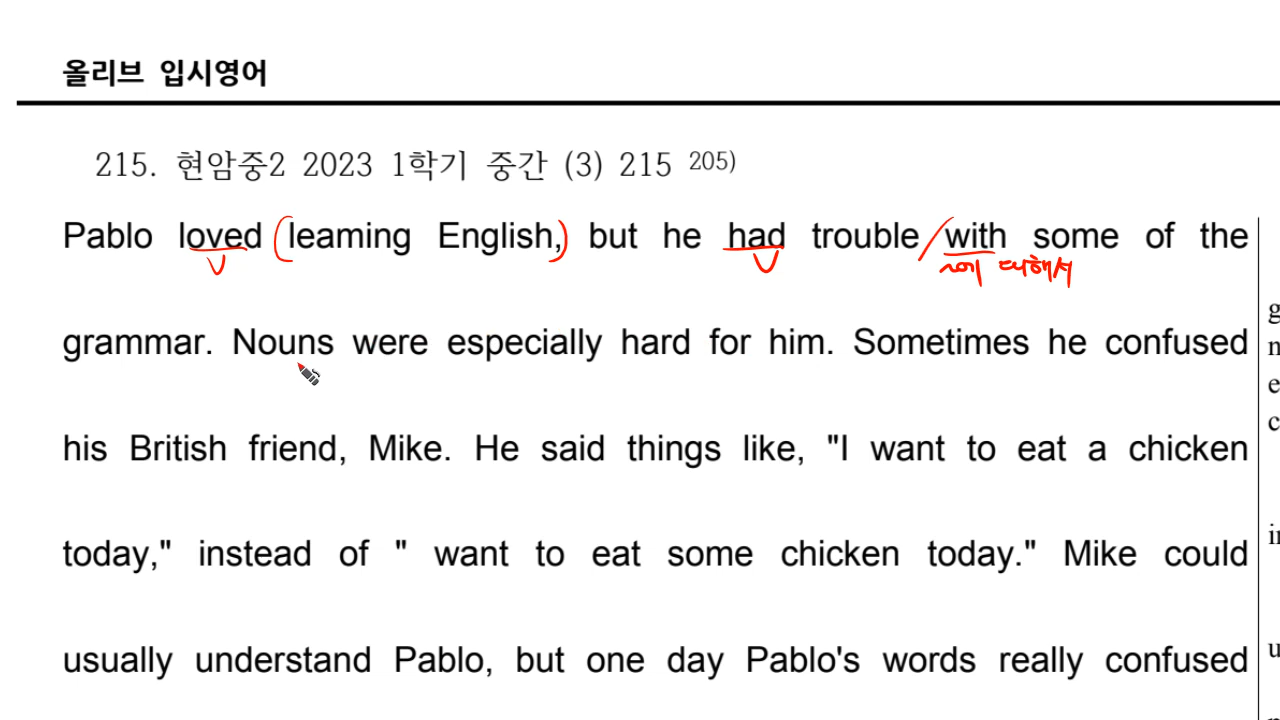 올리브 입시영어
215. 현암중2 2023 1학기 중간 (3) 215 205)
Pablo loved (leaming English,) but he had trouble / with some of the
V V ~에 대해서
grammar. Nouns were especially hard for him. Sometimes he confused
his British friend, Mike. He said things like, "I want to eat a chicken
today," instead of " want to eat some chicken today." Mike could
usually understand Pablo, but one day Pablo's words really confused